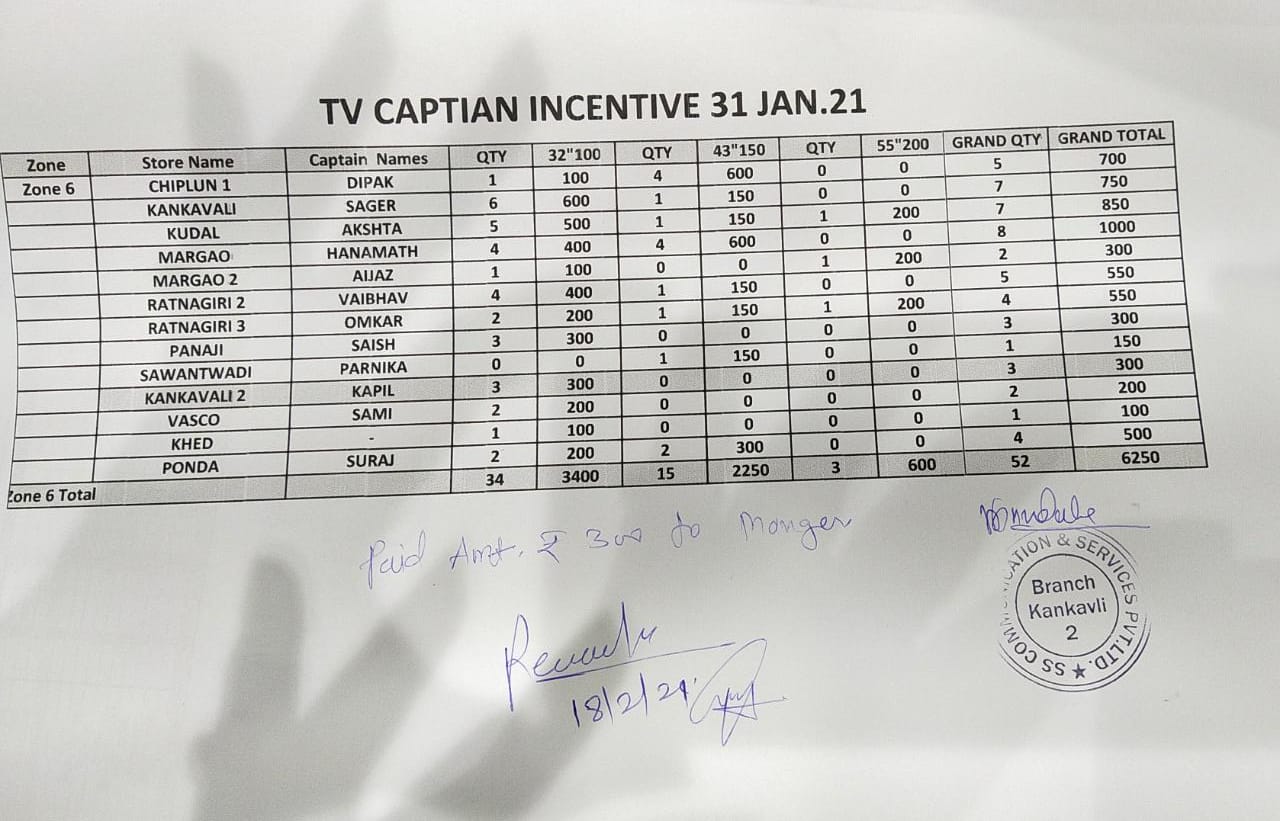 TV CAPTIAN INCENTIVE 31 JAN.21
Zone Store Name Captain Names QTY 32"100 QTY 43"150 QTY 55"200 GRAND QTY GRAND TOTAL
Zone 6 CHIPLUN 1 DIPAK 1 100 4 600 0 0 5 700
KANKAVALI SAGER 6 600 1 150 0 0 7 750
KUDAL AKSHTA 5 500 1 150 1 200 7 850
MARGAO HANAMATH 4 400 4 600 0 0 8 1000
MARGAO 2 AIJAZ 1 100 0 0 1 200 2 300
RATNAGIRI 2 VAIBHAV 4 400 1 150 0 0 5 550
RATNAGIRI 3 OMKAR 2 200 1 150 1 200 4 550
PANAJI SAISH 3 300 0 0 0 0 3 300
SAWANTWADI PARNIKA 0 0 1 150 0 0 1 150
KANKAVALI 2 KAPIL 3 300 0 0 0 0 3 300
VASCO SAMI 2 200 0 0 0 0 2 200
KHED - 1 100 0 0 0 0 1 100
PONDA SURAJ 2 200 2 300 0 0 4 500
Zone 6 Total 34 3400 15 2250 3 600 52 6250
Paid Amt. ₹ 300 to Manger
SS COMMUNICATION & SERVICES PVT.LTD. ★
Branch
Kankavli
2
18/2/21